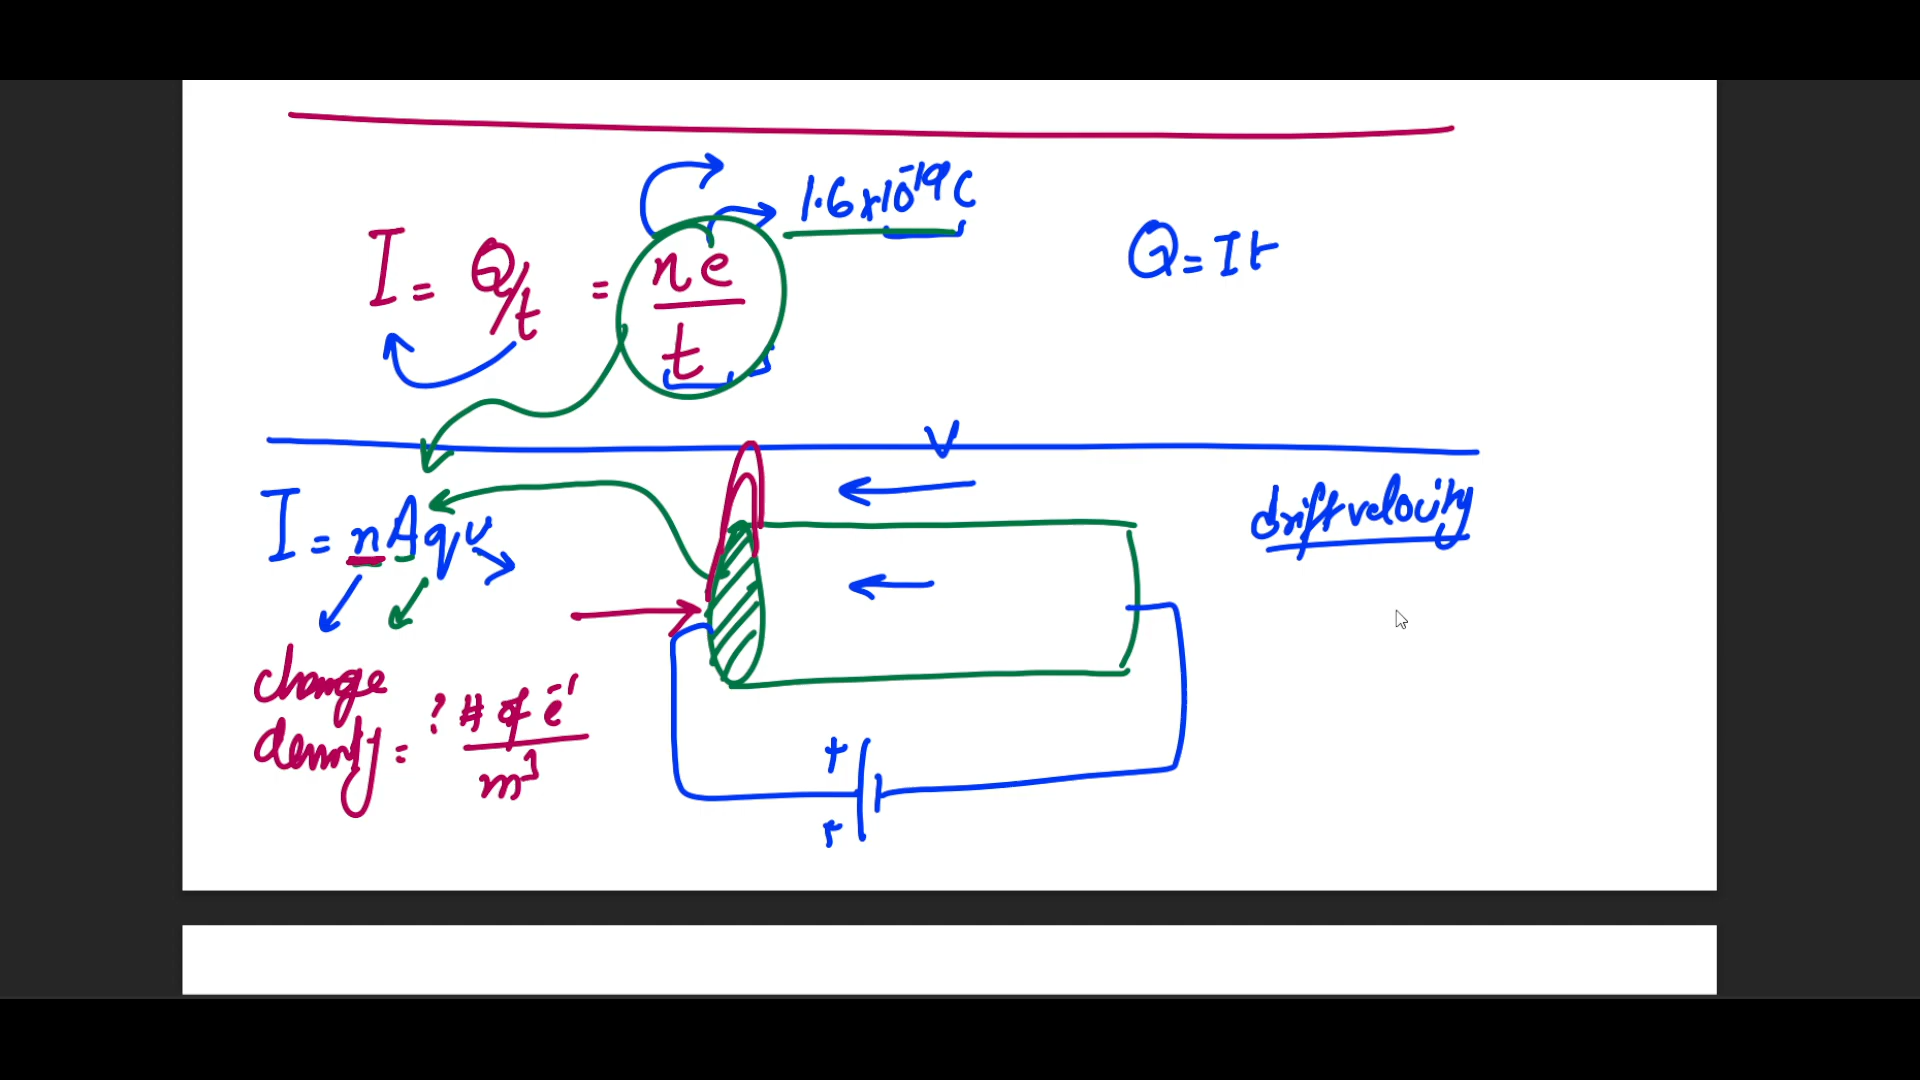 I = Q/t = ne/t
1.6x10⁻¹⁹C
Q = It
V
I = nAqv
drift velocity
charge
density = ? # of e⁻ / m³
+
+